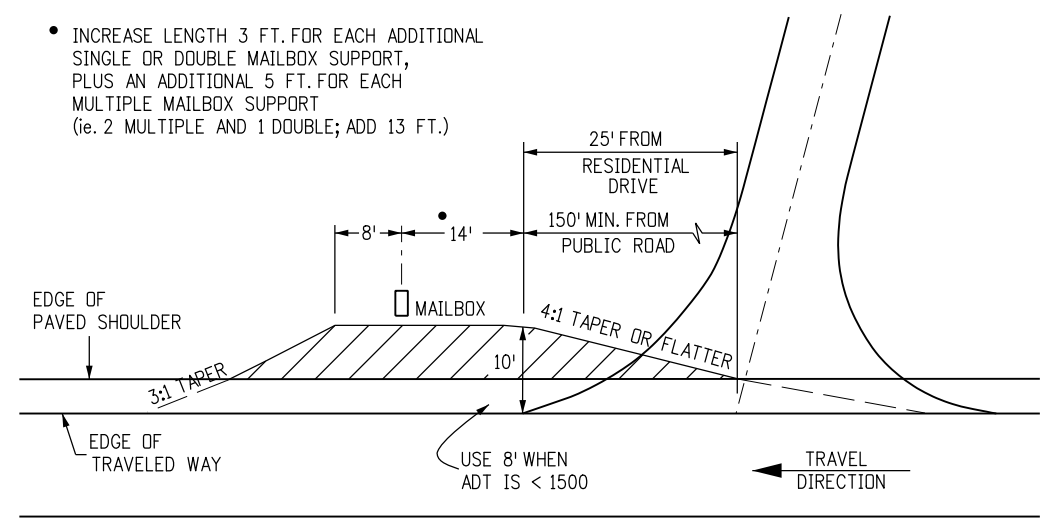 • INCREASE LENGTH 3 FT. FOR EACH ADDITIONAL
SINGLE OR DOUBLE MAILBOX SUPPORT,
PLUS AN ADDITIONAL 5 FT. FOR EACH
MULTIPLE MAILBOX SUPPORT
(ie. 2 MULTIPLE AND 1 DOUBLE; ADD 13 FT.)
25' FROM
RESIDENTIAL
DRIVE
•
8'
14'
150' MIN. FROM
PUBLIC ROAD
EDGE OF
PAVED SHOULDER
MAILBOX
4:1 TAPER OR FLATTER
10'
3:1 TAPER
EDGE OF
TRAVELED WAY
USE 8' WHEN
ADT IS < 1500
TRAVEL
DIRECTION